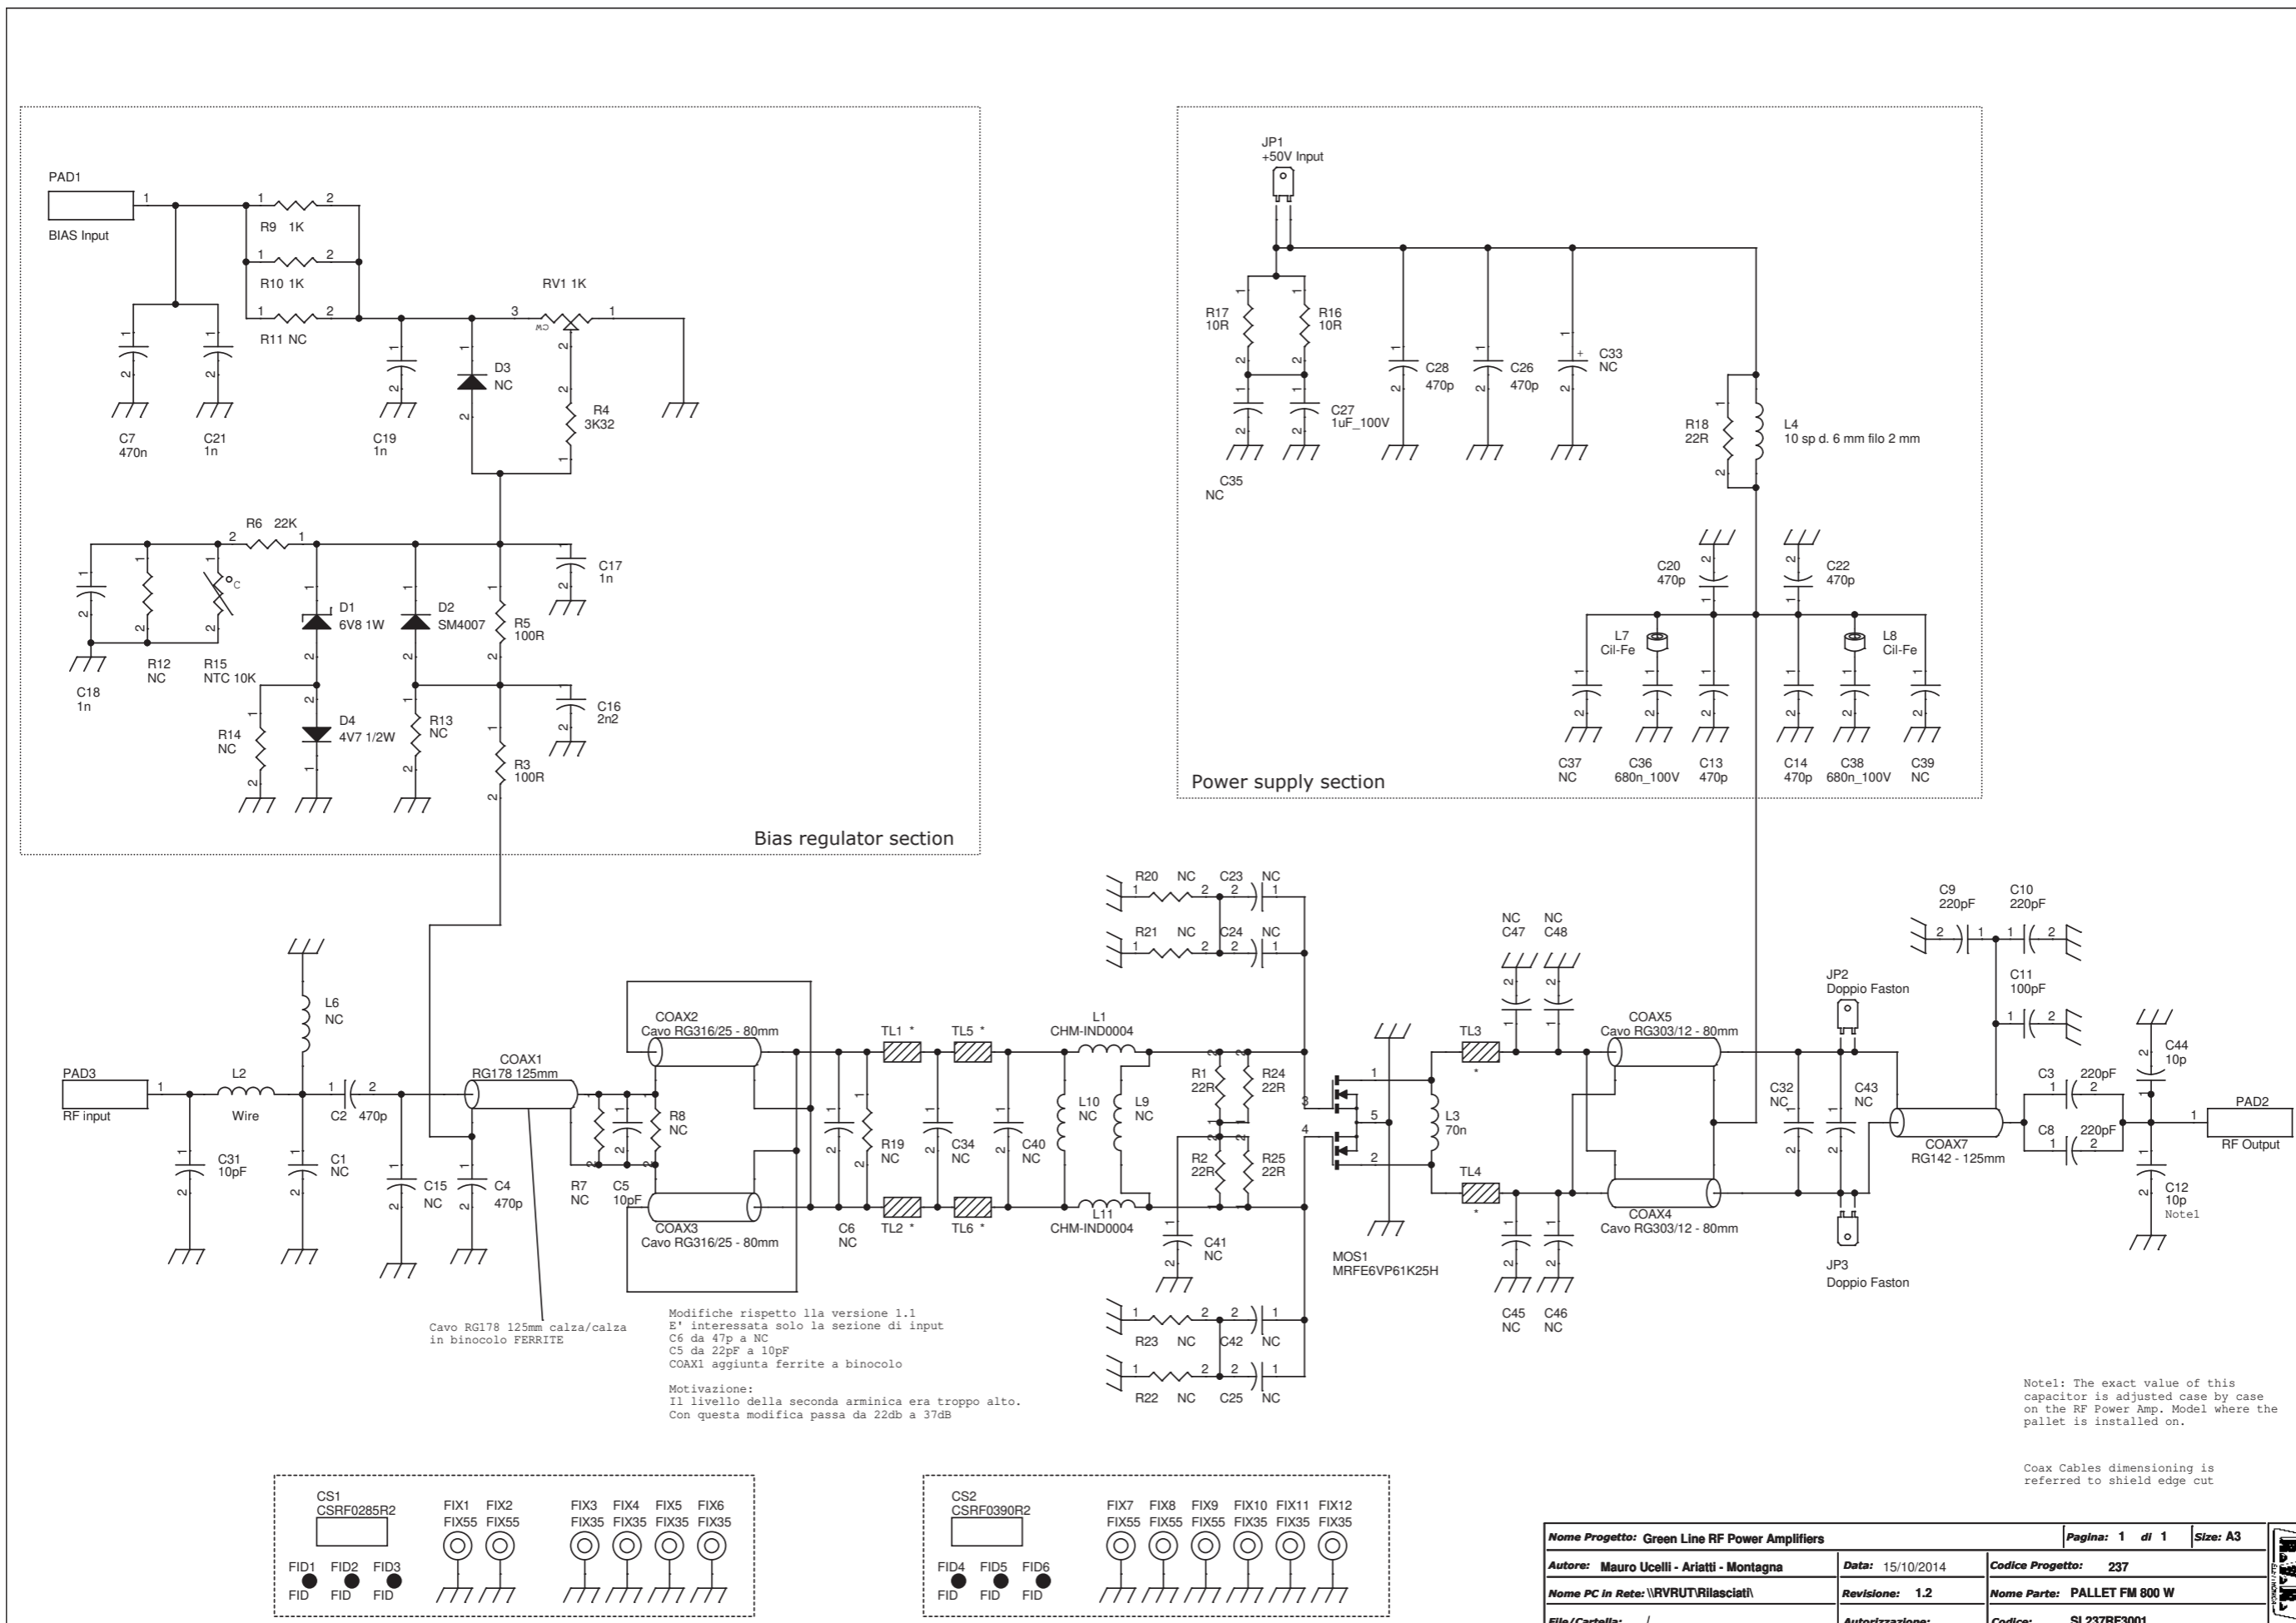 PAD1
BIAS Input
R9 1K
R10 1K
R11 NC
C7
470n
C21
1n
C19
1n
D3
NC
RV1 1K
CW
R4
3K32
R6 22K
C18
1n
R12
NC
R15
NTC 10K
°C
D1
6V8 1W
D2
SM4007
R5
100R
C17
1n
R14
NC
D4
4V7 1/2W
R13
NC
C16
2n2
R3
100R
Bias regulator section
JP1
+50V Input
R17
10R
R16
10R
C35
NC
C27
1uF_100V
C28
470p
C26
470p
C33
NC
R18
22R
L4
10 sp d. 6 mm filo 2 mm
C20
470p
C22
470p
L7
Cil-Fe
L8
Cil-Fe
C37
NC
C36
680n_100V
C13
470p
C14
470p
C38
680n_100V
C39
NC
Power supply section
PAD3
RF input
C31
10pF
L2
Wire
L6
NC
C1
NC
C2 470p
C15
NC
C4
470p
COAX1
RG178 125mm
R7
NC
C5
10pF
R8
NC
COAX2
Cavo RG316/25 - 80mm
COAX3
Cavo RG316/25 - 80mm
C6
NC
R19
NC
TL1 *
TL2 *
C34
NC
TL5 *
TL6 *
C40
NC
L10
NC
L1
CHM-IND0004
L9
NC
L11
CHM-IND0004
R20 NC C23 NC
R21 NC C24 NC
R1
22R
R24
22R
R2
22R
R25
22R
C41
NC
R23 NC C42 NC
R22 NC C25 NC
MOS1
MRFE6VP61K25H
L3
70n
TL3
*
TL4
*
NC NC
C47 C48
C45
NC
C46
NC
COAX5
Cavo RG303/12 - 80mm
COAX4
Cavo RG303/12 - 80mm
JP2
Doppio Faston
C32
NC
C43
NC
JP3
Doppio Faston
COAX7
RG142 - 125mm
C9
220pF
C10
220pF
C11
100pF
C3 220pF
C8 220pF
C44
10p
C12
10p
Note1
PAD2
RF Output
Cavo RG178 125mm calza/calza
in binocolo FERRITE
Modifiche rispetto lla versione 1.1
E' interessata solo la sezione di input
C6 da 47p a NC
C5 da 22pF a 10pF
COAX1 aggiunta ferrite a binocolo
Motivazione:
Il livello della seconda arminica era troppo alto.
Con questa modifica passa da 22db a 37dB
Note1: The exact value of this
capacitor is adjusted case by case
on the RF Power Amp. Model where the
pallet is installed on.
Coax Cables dimensioning is
referred to shield edge cut
CS1
CSRF0285R2
FID1 FID2 FID3
FID FID FID
FIX1 FIX2 FIX3 FIX4 FIX5 FIX6
FIX55 FIX55 FIX35 FIX35 FIX35 FIX35
CS2
CSRF0390R2
FID4 FID5 FID6
FID FID FID
FIX7 FIX8 FIX9 FIX10 FIX11 FIX12
FIX55 FIX55 FIX55 FIX35 FIX35 FIX35
Nome Progetto: Green Line RF Power Amplifiers Pagina: 1 di 1 Size: A3
Autore: Mauro Ucelli - Ariatti - Montagna Data: 15/10/2014 Codice Progetto: 237
Nome PC in Rete: \\RVRUT\Rilasciati\ Revisione: 1.2 Nome Parte: PALLET FM 800 W
File/Cartella: / Autorizzazione: Codice: SL237RF3001